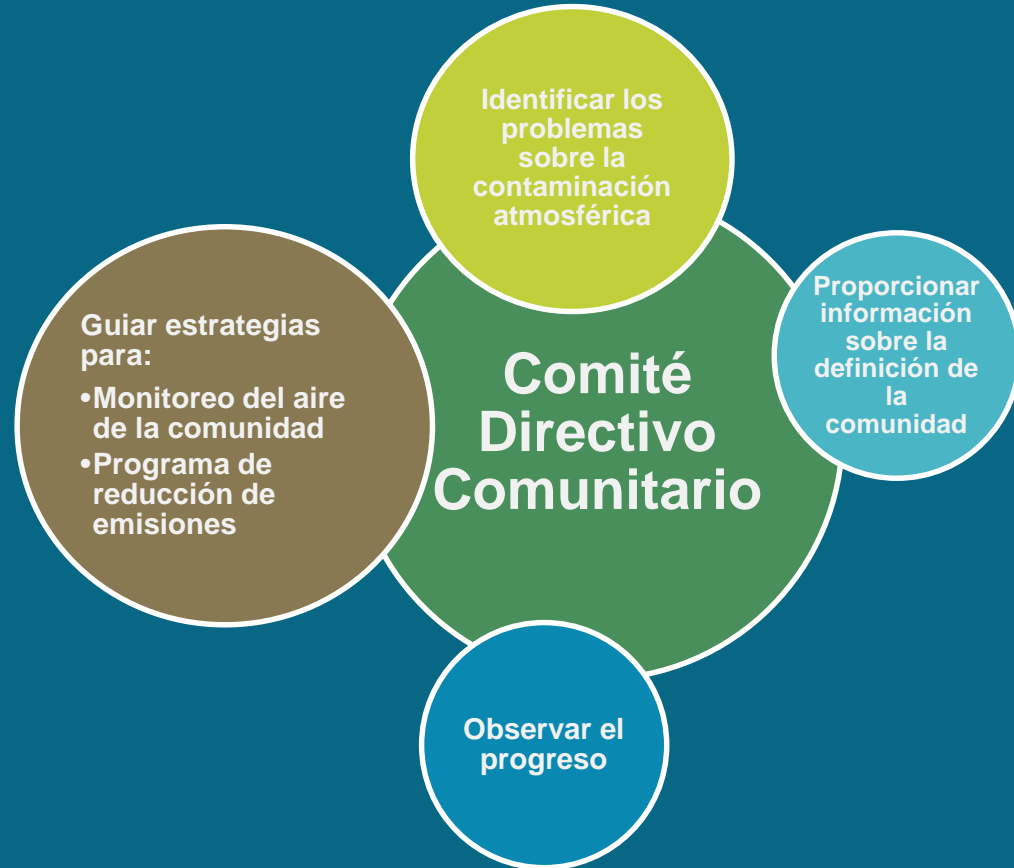 Identificar los
problemas
sobre la
contaminación
atmosférica
Proporcionar
información
sobre la
definición de
la
comunidad
Guiar estrategias
para:
•Monitoreo del aire
de la comunidad
•Programa de
reducción de
emisiones
Comité
Directivo
Comunitario
Observar el
progreso